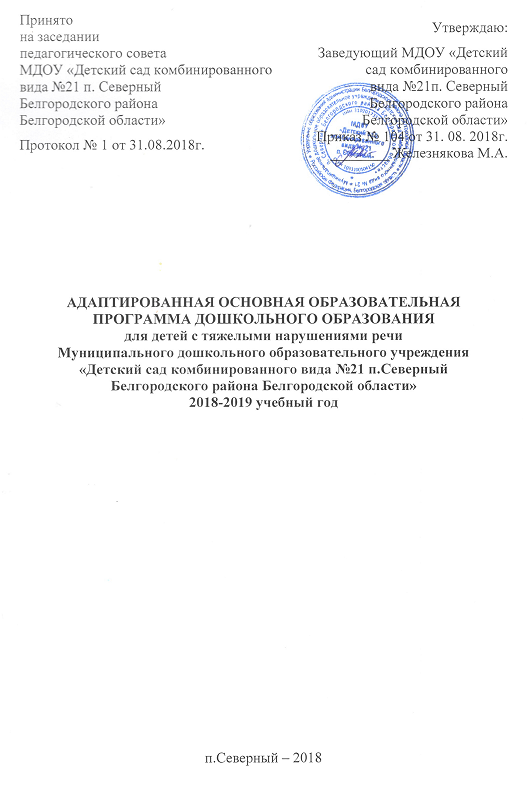 Принято
на заседании
педагогического совета
МДОУ «Детский сад комбинированного
вида №21 п. Северный
Белгородского района
Белгородской области»
Протокол № 1 от 31.08.2018г.
Утверждаю:
Заведующий МДОУ «Детский
сад комбинированного
вида №21п. Северный
Белгородского района
Белгородской области»
Приказ № 104 от 31. 08. 2018г.
Железнякова М.А.
АДАПТИРОВАННАЯ ОСНОВНАЯ ОБРАЗОВАТЕЛЬНАЯ
ПРОГРАММА ДОШКОЛЬНОГО ОБРАЗОВАНИЯ
для детей с тяжелыми нарушениями речи
Муниципального дошкольного образовательного учреждения
«Детский сад комбинированного вида №21 п.Северный
Белгородского района Белгородской области»
2018-2019 учебный год
п.Северный – 2018